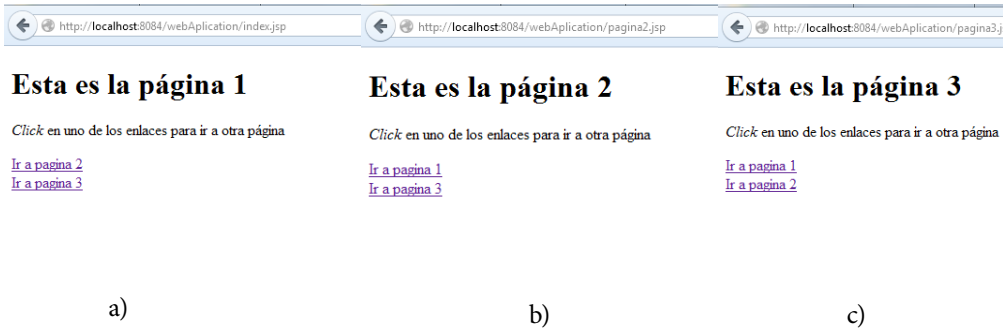 http://localhost:8084/webAplication/index.jsp
Esta es la página 1
Click en uno de los enlaces para ir a otra página
Ir a pagina 2
Ir a pagina 3
a)
http://localhost:8084/webAplication/pagina2.jsp
Esta es la página 2
Click en uno de los enlaces para ir a otra página
Ir a pagina 1
Ir a pagina 3
b)
http://localhost:8084/webAplication/pagina3.j
Esta es la página 3
Click en uno de los enlaces para ir a otra página
Ir a pagina 1
Ir a pagina 2
c)